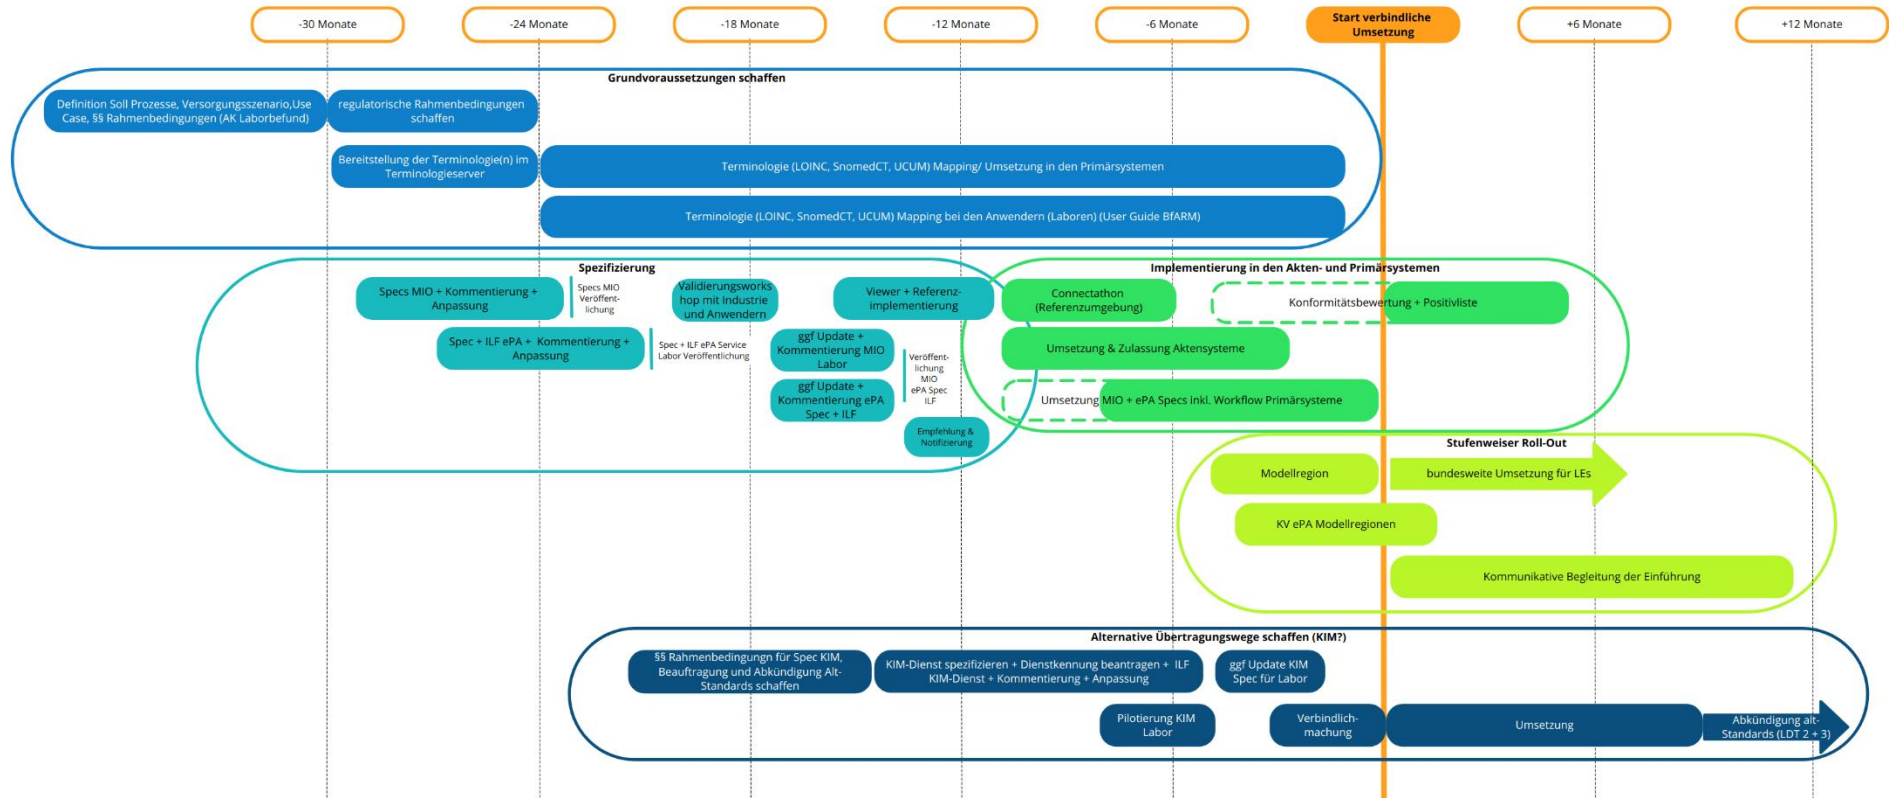 -30 Monate
-24 Monate
-18 Monate
-12 Monate
-6 Monate
Start verbindliche
Umsetzung
+6 Monate
+12 Monate
Grundvoraussetzungen schaffen
Definition Soll Prozesse, Versorgungsszenario,Use
Case, §§ Rahmenbedingungen (AK Laborbefund)
regulatorische Rahmenbedingungen
schaffen
Bereitstellung der Terminologie(n) im
Terminologieserver
Terminologie (LOINC, SnomedCT, UCUM) Mapping/ Umsetzung in den Primärsystemen
Terminologie (LOINC, SnomedCT, UCUM) Mapping bei den Anwendern (Laboren) (User Guide BfARM)
Spezifizierung
Specs MIO + Kommentierung +
Anpassung
Specs MIO
Veröffent-
lichung
Validierungsworks
hop mit Industrie
und Anwendern
Viewer + Referenz-
implementierung
Spec + ILF ePA +  Kommentierung +
Anpassung
Spec + ILF ePA Service
Labor Veröffentlichung
ggf Update +
Kommentierung MIO
Labor
ggf Update +
Kommentierung ePA
Spec + ILF
Veröffent-
lichung
MIO
ePA Spec
ILF
Empfehlung &
Notifizierung
Implementierung in den Akten- und Primärsystemen
Connectathon
(Referenzumgebung)
Konformitätsbewertung + Positivliste
Umsetzung & Zulassung Aktensysteme
Umsetzung MIO + ePA Specs inkl. Workflow Primärsysteme
Stufenweiser Roll-Out
Modellregion
bundesweite Umsetzung für LEs
KV ePA Modellregionen
Kommunikative Begleitung der Einführung
Alternative Übertragungswege schaffen (KIM?)
§§ Rahmenbedingungn für Spec KIM,
Beauftragung und Abkündigung Alt-
Standards schaffen
KIM-Dienst spezifizieren + Dienstkennung beantragen +  ILF
KIM-Dienst + Kommentierung + Anpassung
ggf Update KIM
Spec für Labor
Pilotierung KIM
Labor
Verbindlich-
machung
Umsetzung
Abkündigung alt-
Standards (LDT 2 + 3)